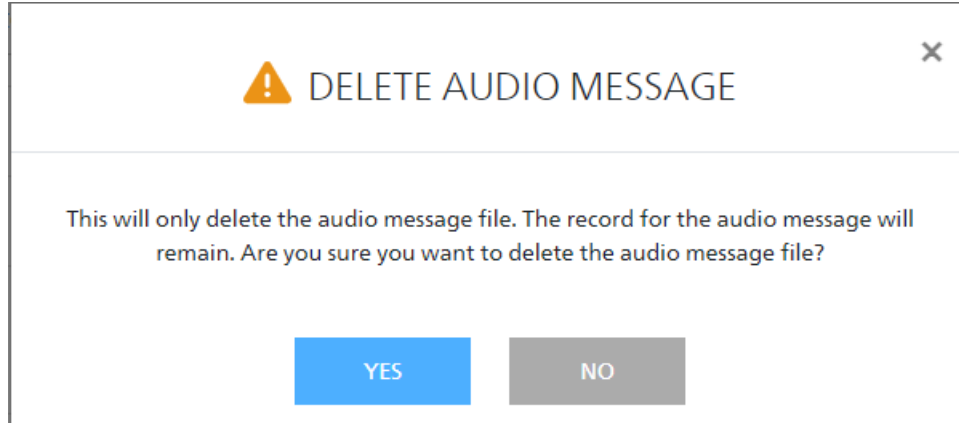 DELETE AUDIO MESSAGE
This will only delete the audio message file. The record for the audio message will
remain. Are you sure you want to delete the audio message file?
YES
NO